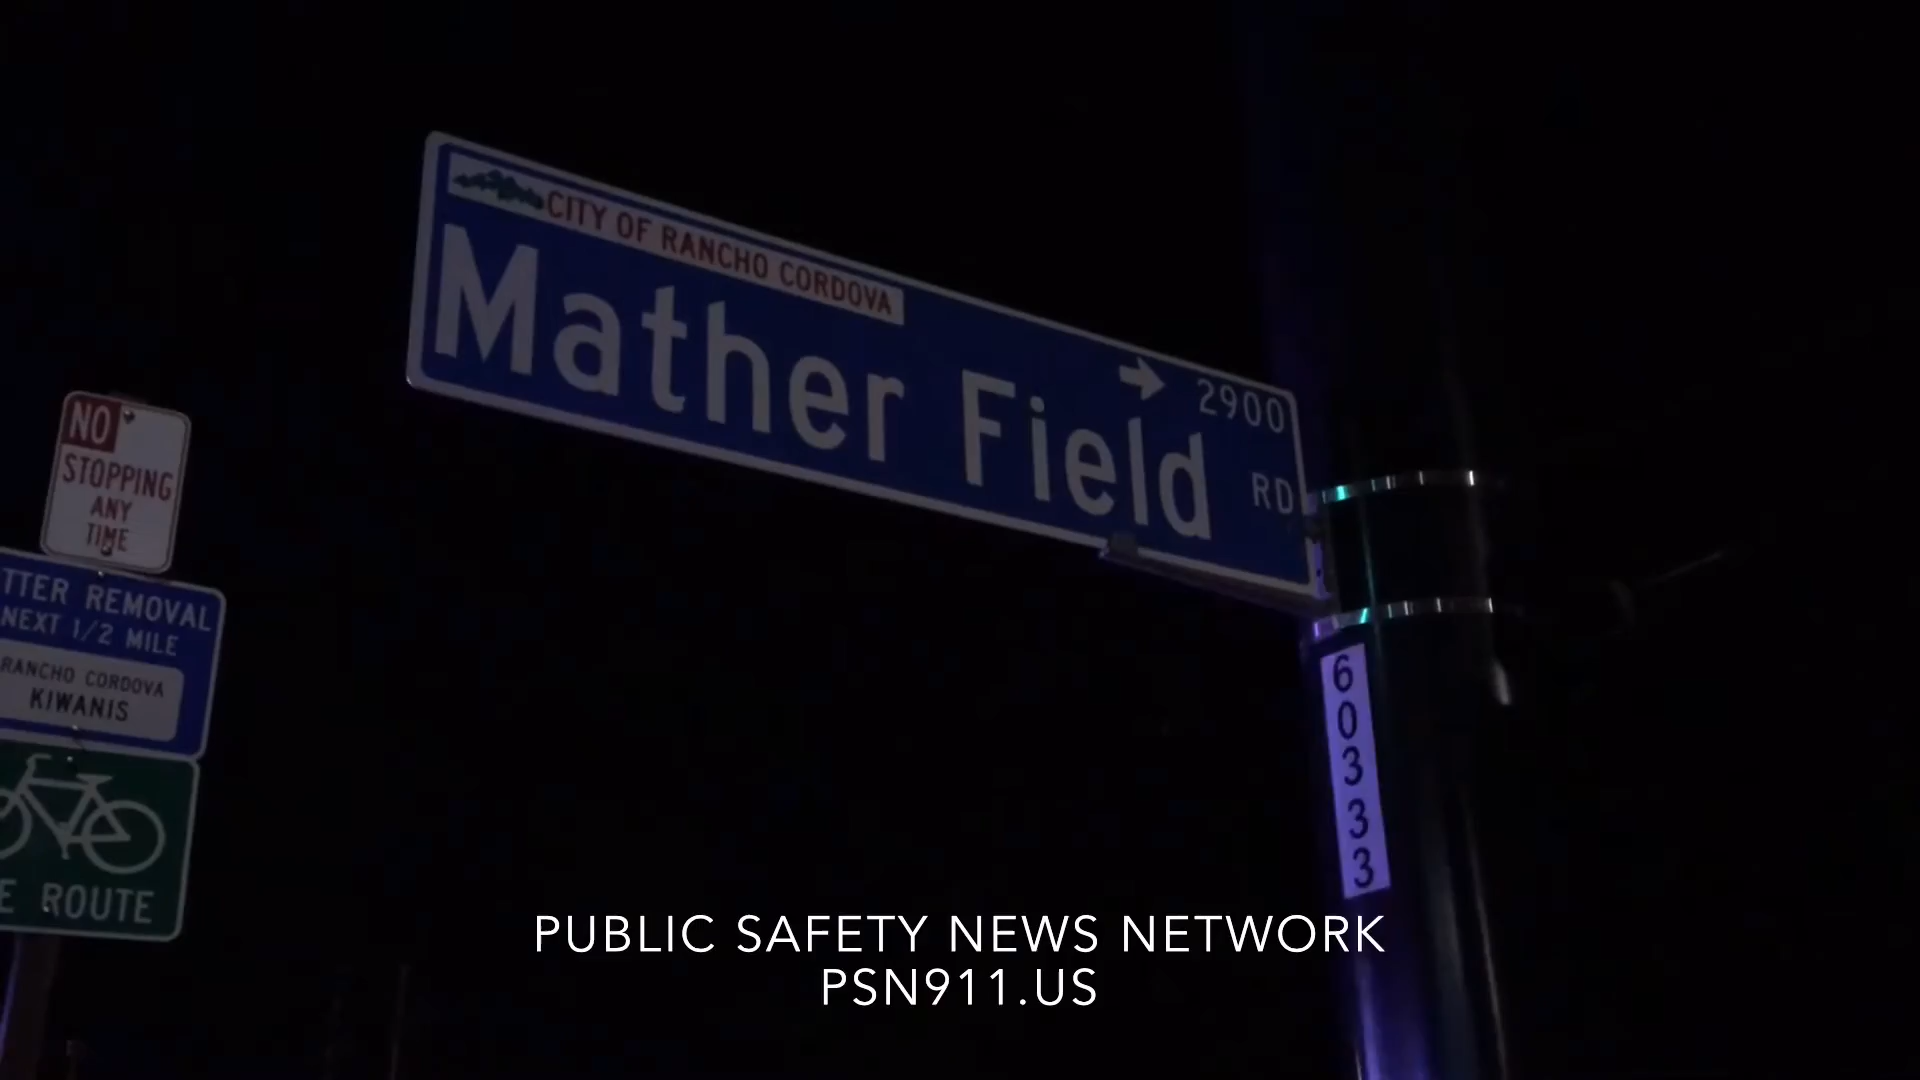 CITY OF RANCHO CORDOVA
Mather Field RD
2900
NO
STOPPING
ANY
TIME
TTER REMOVAL
NEXT 1/2 MILE
RANCHO CORDOVA
KIWANIS
E ROUTE
60333
PUBLIC SAFETY NEWS NETWORK
PSN911.US